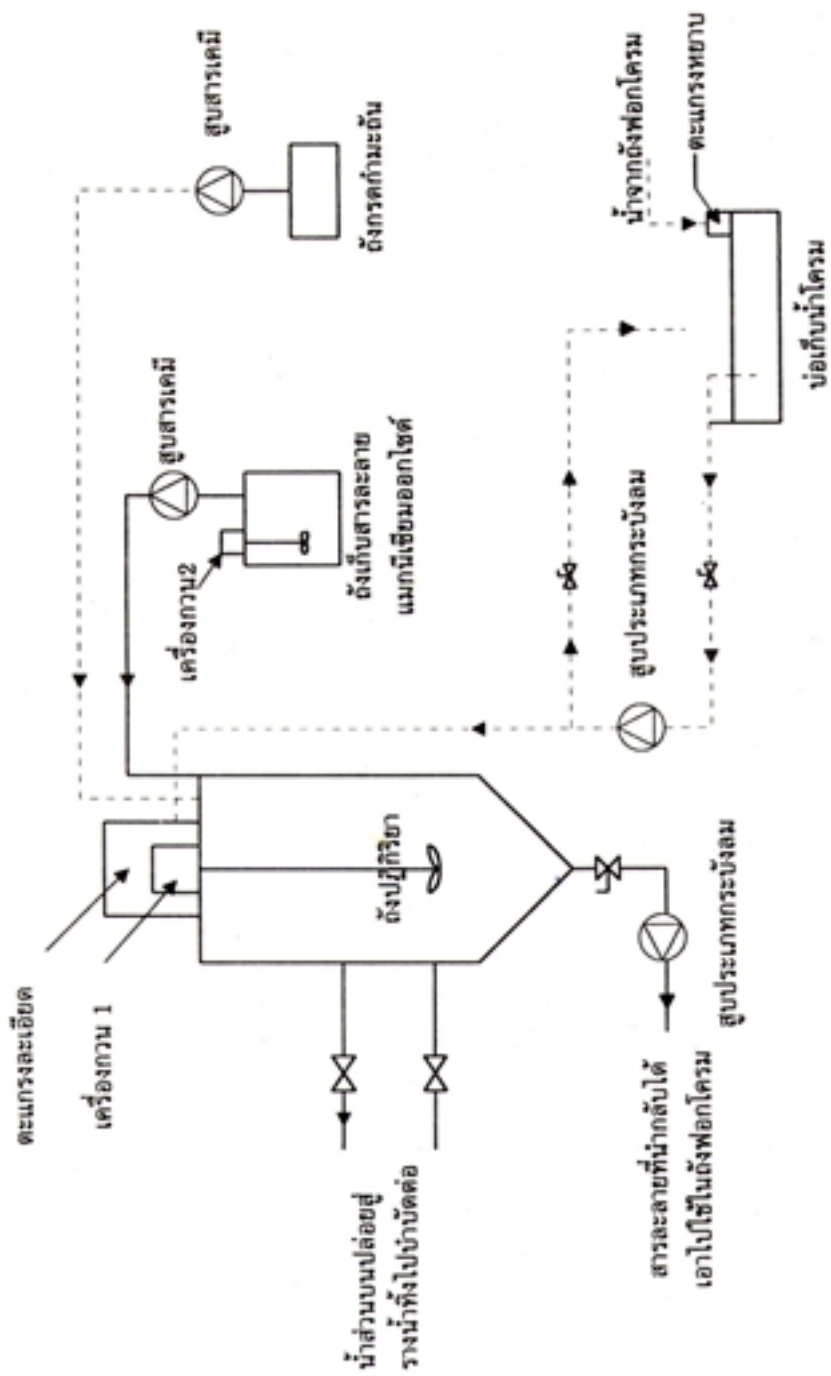 ตะแกรงละเอียด
เครื่องกวน 1
น้ำส่วนบนปล่อยสู่
รางน้ำทิ้งไปบำบัดต่อ
สารละลายที่นำกลับได้
เอาไปใช้ในถังฟอกโครม
สูบประเภทกระบังลม
ถังปฏิกิริยา
เครื่องกวน2
สูบสารเคมี
ถังเก็บสารละลาย
แมกนีเซียมออกไซด์
สูบประเภทกระบังลม
สูบสารเคมี
ถังกรดกำมะถัน
น้ำจากถังฟอกโครม
ตะแกรงหยาบ
บ่อเก็บน้ำโครม